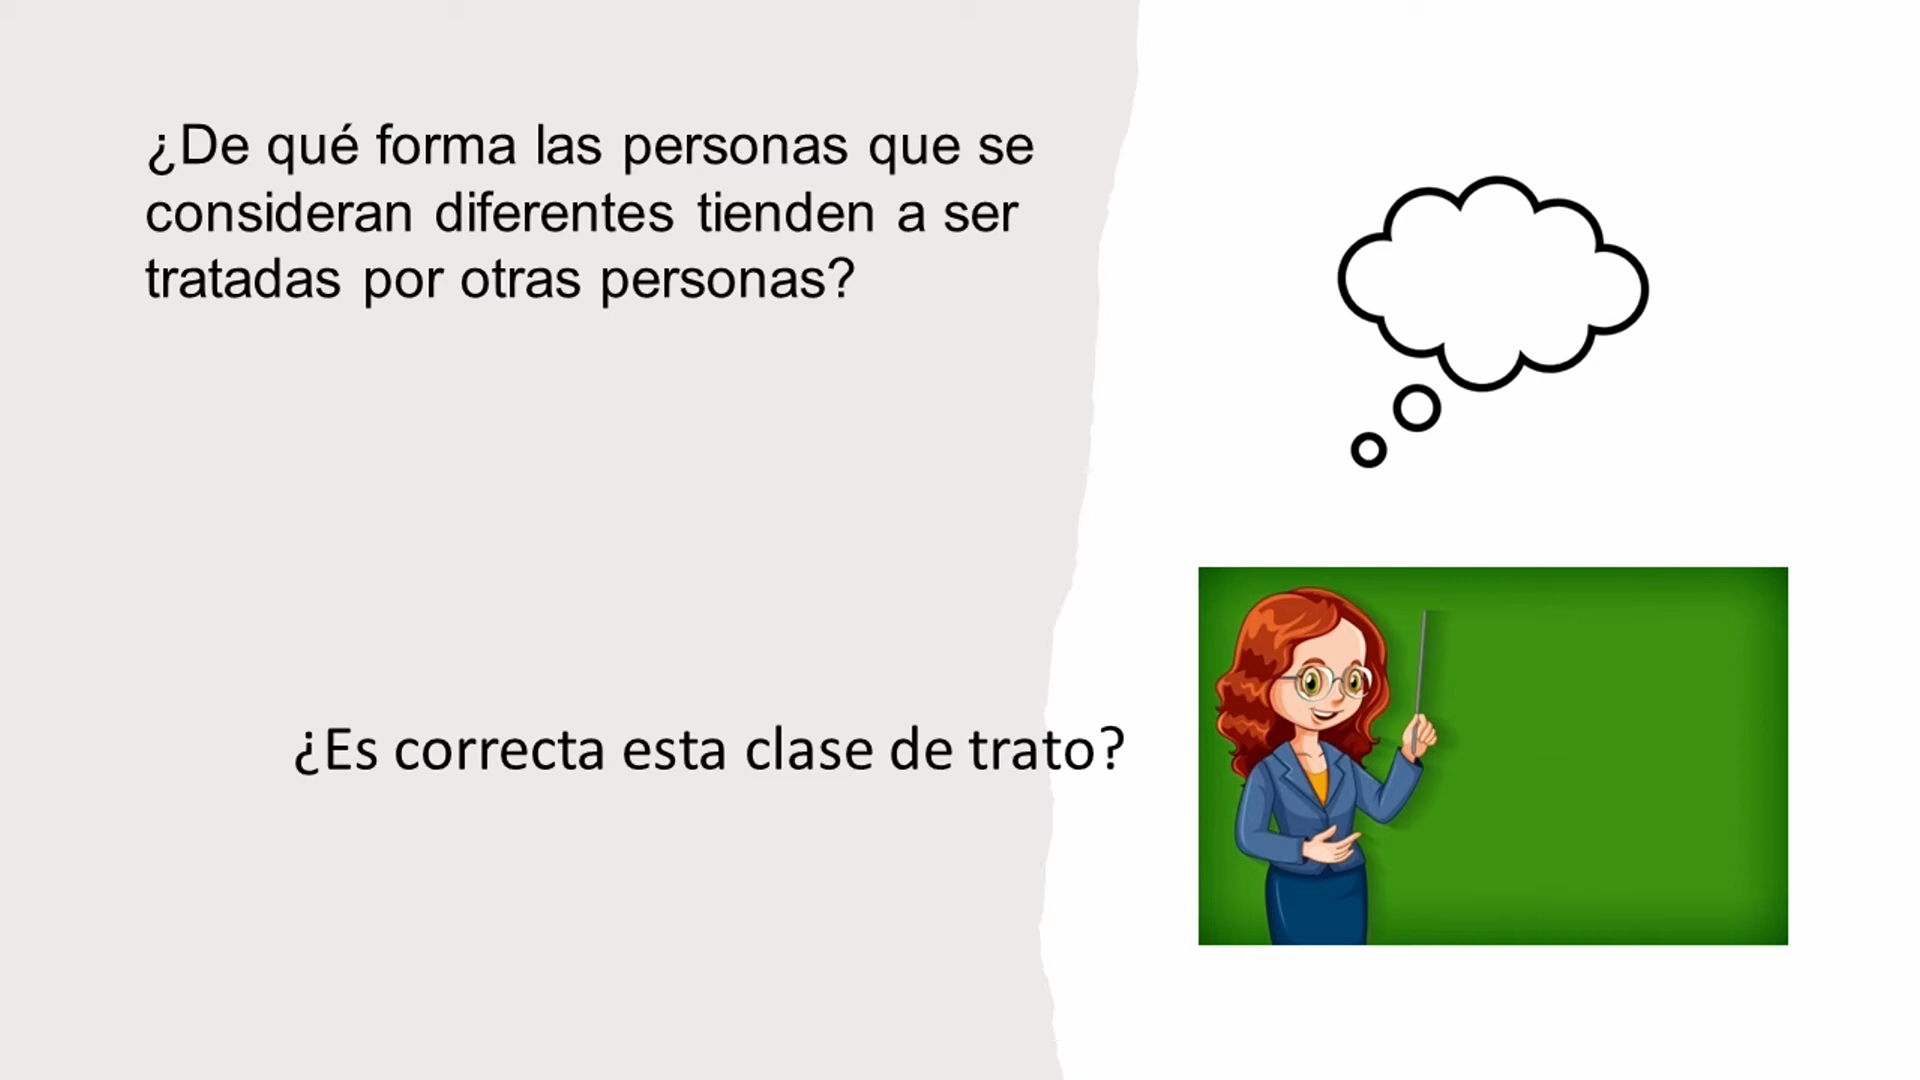 ¿De qué forma las personas que se
consideran diferentes tienden a ser
tratadas por otras personas?
¿Es correcta esta clase de trato?